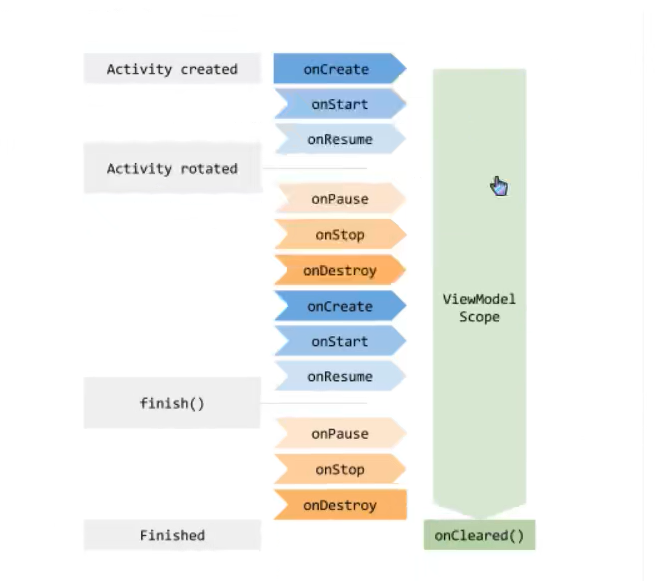 Activity created
onCreate
onStart
onResume
Activity rotated
onPause
onStop
onDestroy
onCreate
ViewModel
Scope
onStart
onResume
finish()
onPause
onStop
onDestroy
Finished
onCleared()